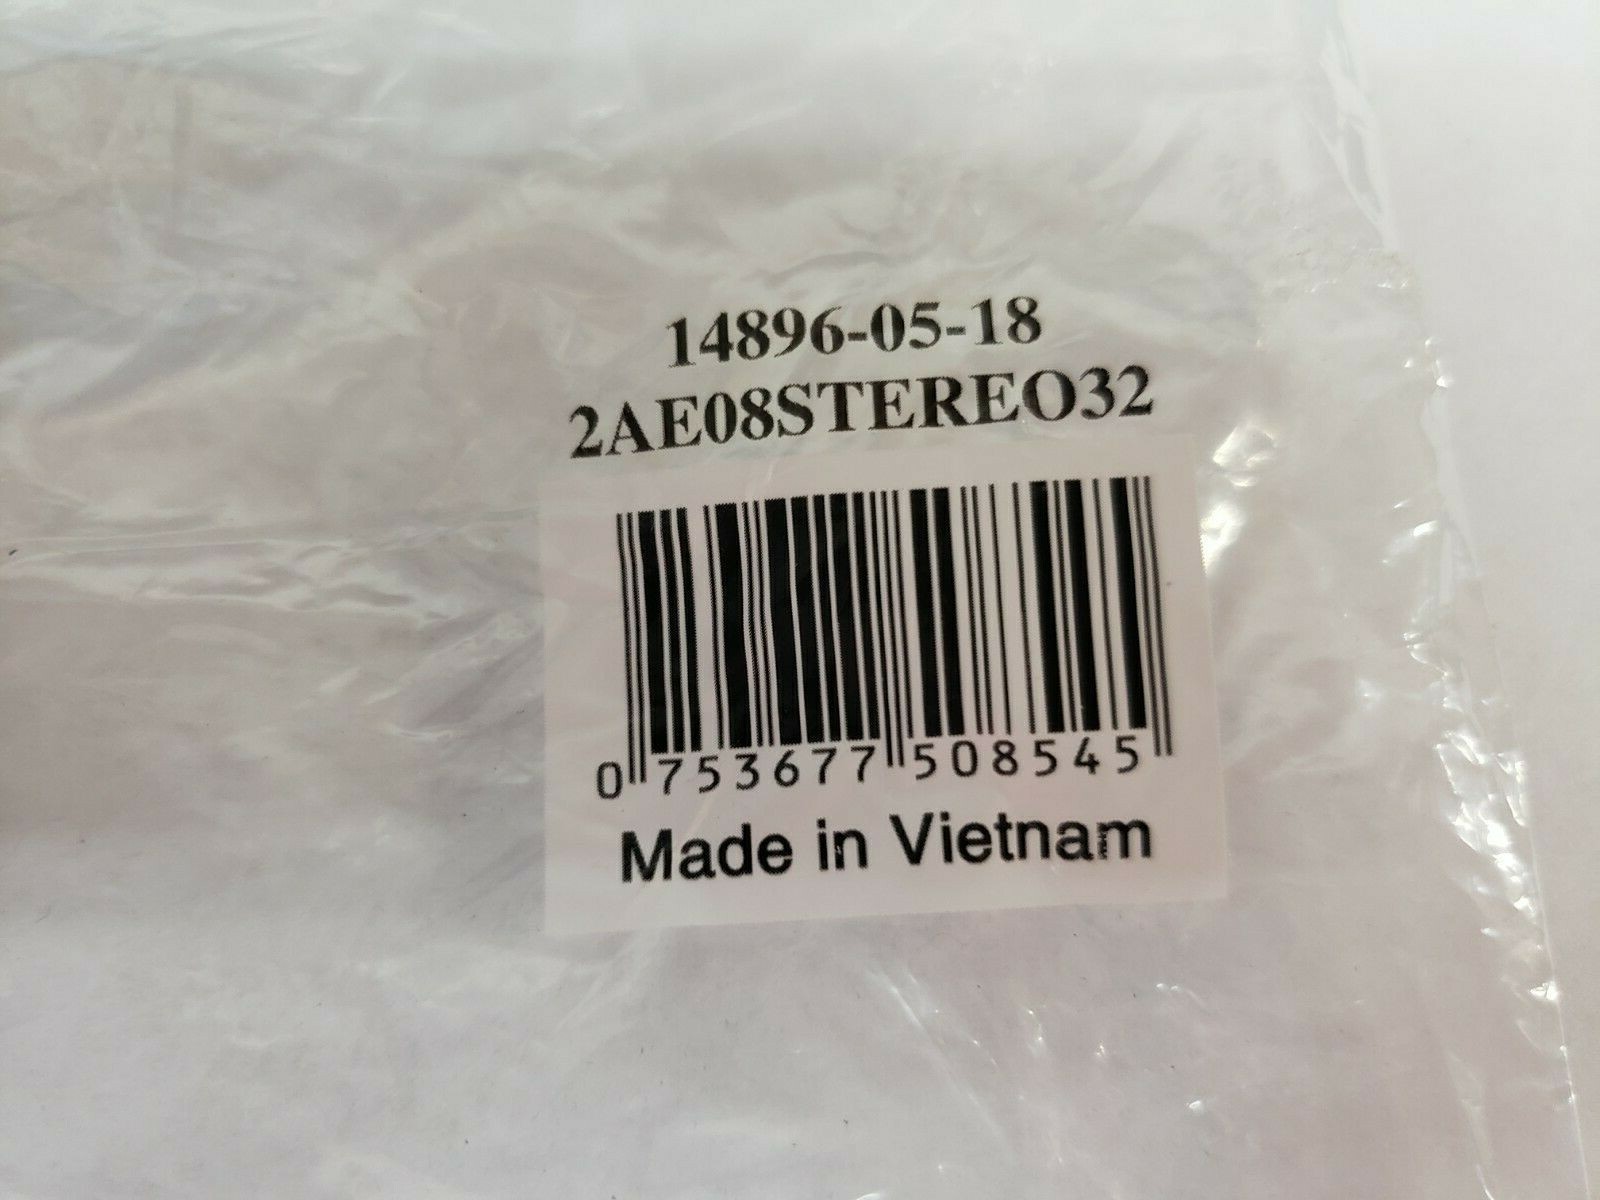 14896-05-18
2AE08STEREO32
0 753677 508545
Made in Vietnam